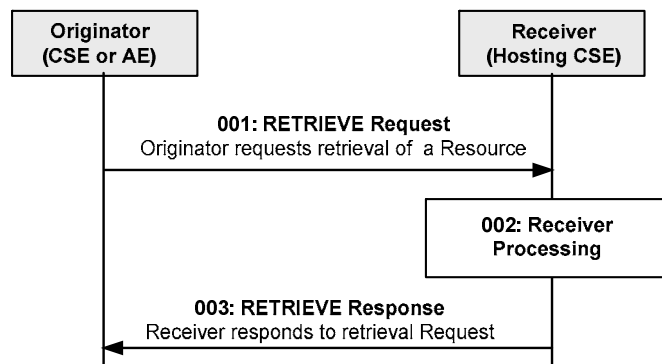 Originator
(CSE or AE)
Receiver
(Hosting CSE)
001: RETRIEVE Request
Originator requests retrieval of a Resource
002: Receiver
Processing
003: RETRIEVE Response
Receiver responds to retrieval Request